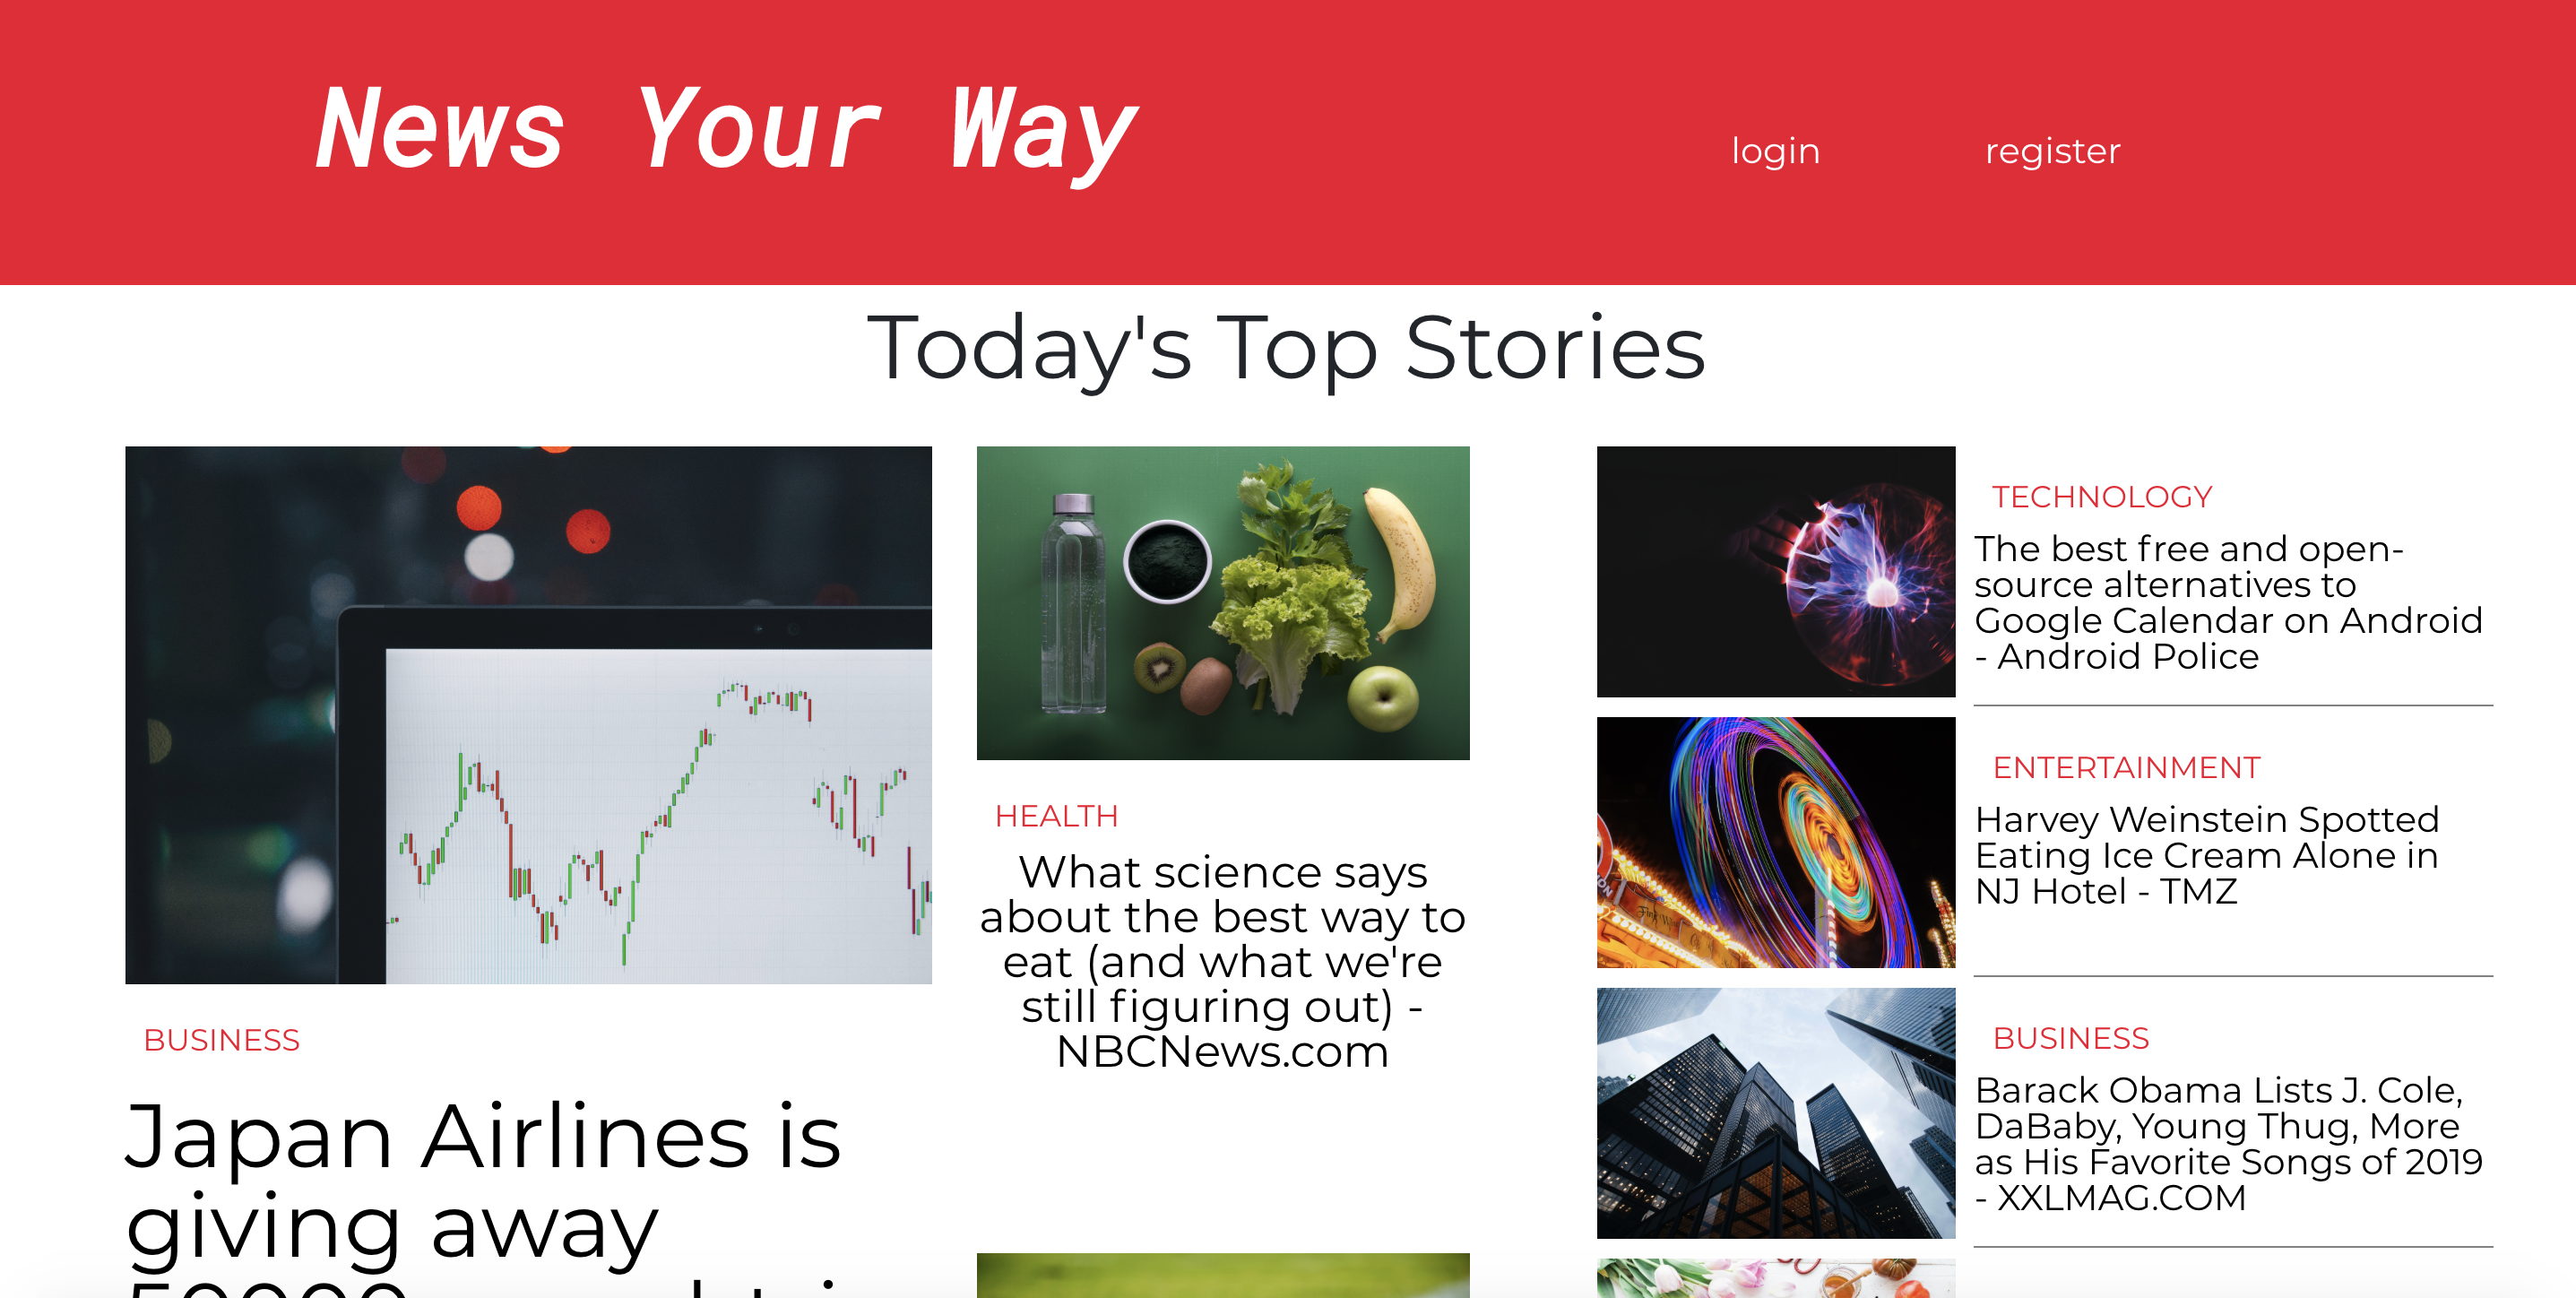 News Your Way
login
register
Today's Top Stories
BUSINESS
Japan Airlines is
giving away
HEALTH
What science says
about the best way to
eat (and what we're
still figuring out) -
NBCNews.com
TECHNOLOGY
The best free and open-
source alternatives to
Google Calendar on Android
- Android Police
ENTERTAINMENT
Harvey Weinstein Spotted
Eating Ice Cream Alone in
NJ Hotel - TMZ
BUSINESS
Barack Obama Lists J. Cole,
DaBaby, Young Thug, More
as His Favorite Songs of 2019
- XXLMAG.COM